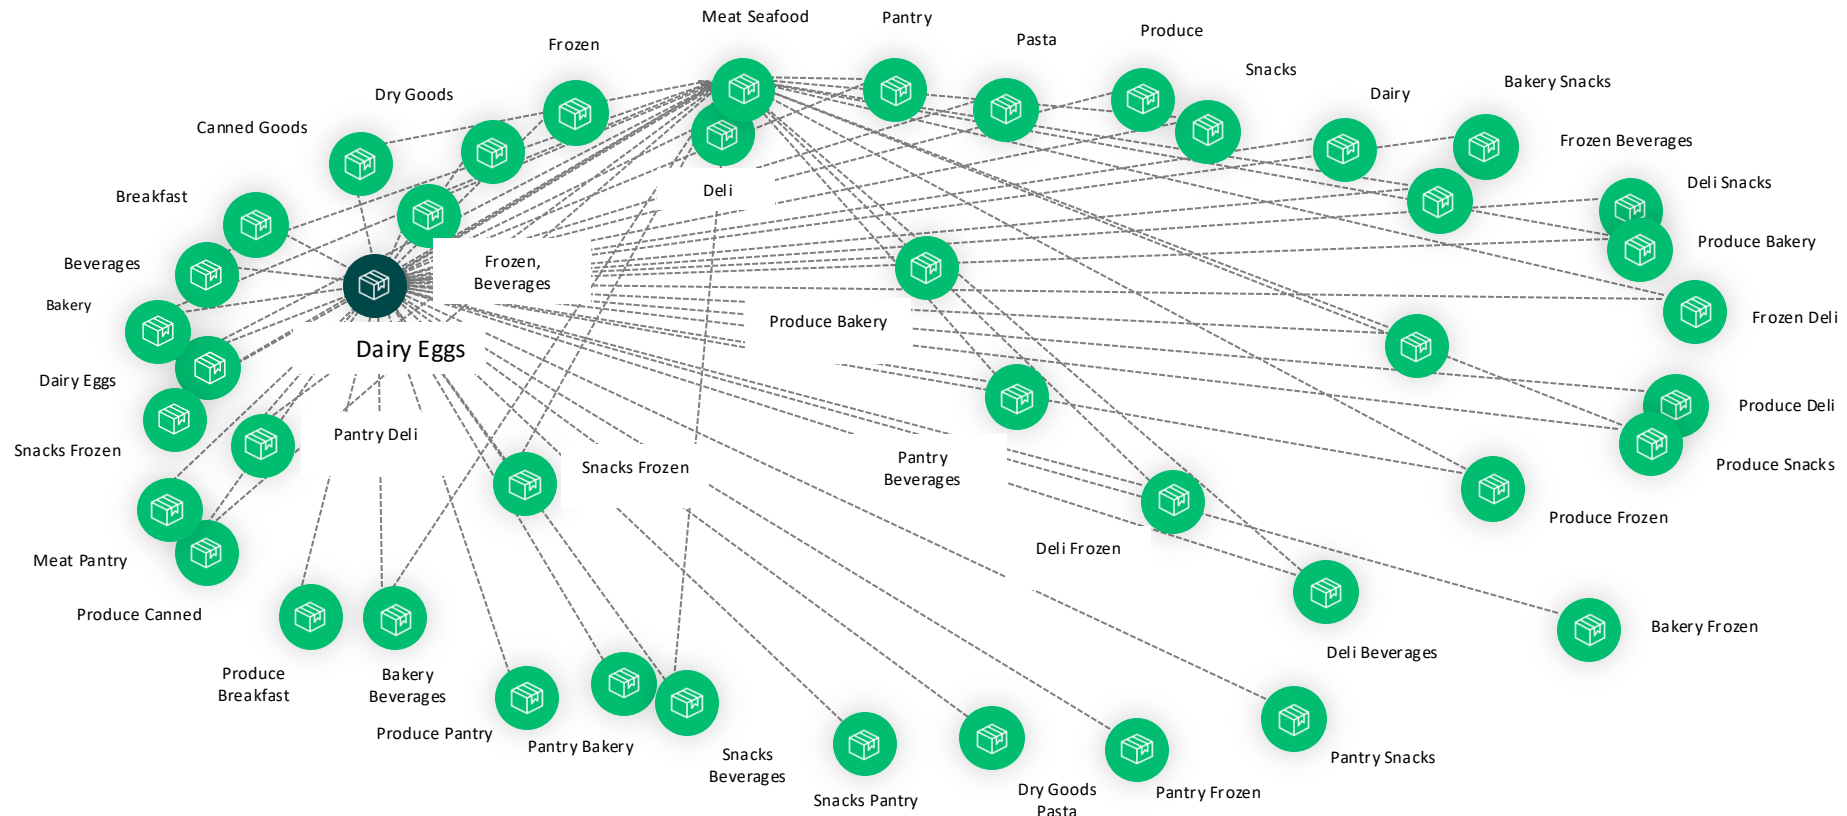 Meat Seafood
Pantry
Pasta
Produce
Frozen
Snacks
Bakery Snacks
Dry Goods
Dairy
Canned Goods
Frozen Beverages
Breakfast
Deli
Deli Snacks
Produce Bakery
Beverages
Frozen,
Beverages
Bakery
Produce Bakery
Frozen Deli
Dairy Eggs
Dairy Eggs
Produce Deli
Pantry Deli
Snacks Frozen
Snacks Frozen
Pantry
Beverages
Produce Snacks
Produce Frozen
Deli Frozen
Meat Pantry
Produce Canned
Bakery Frozen
Deli Beverages
Produce
Breakfast
Bakery
Beverages
Produce Pantry
Pantry Bakery
Snacks
Beverages
Pantry Snacks
Snacks Pantry
Dry Goods
Pasta
Pantry Frozen